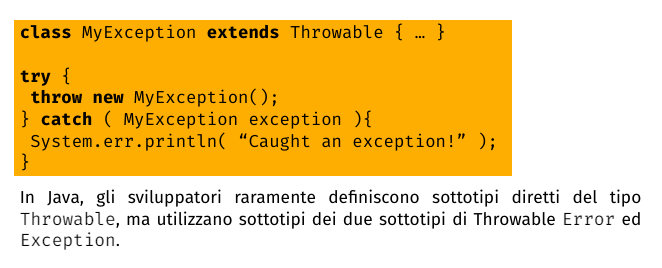 class MyException extends Throwable { … }
try {
throw new MyException();
} catch ( MyException exception ){
System.err.println( “Caught an exception!” );
}
In Java, gli sviluppatori raramente definiscono sottotipi diretti del tipo
Throwable, ma utilizzano sottotipi dei due sottotipi di Throwable Error ed
Exception.